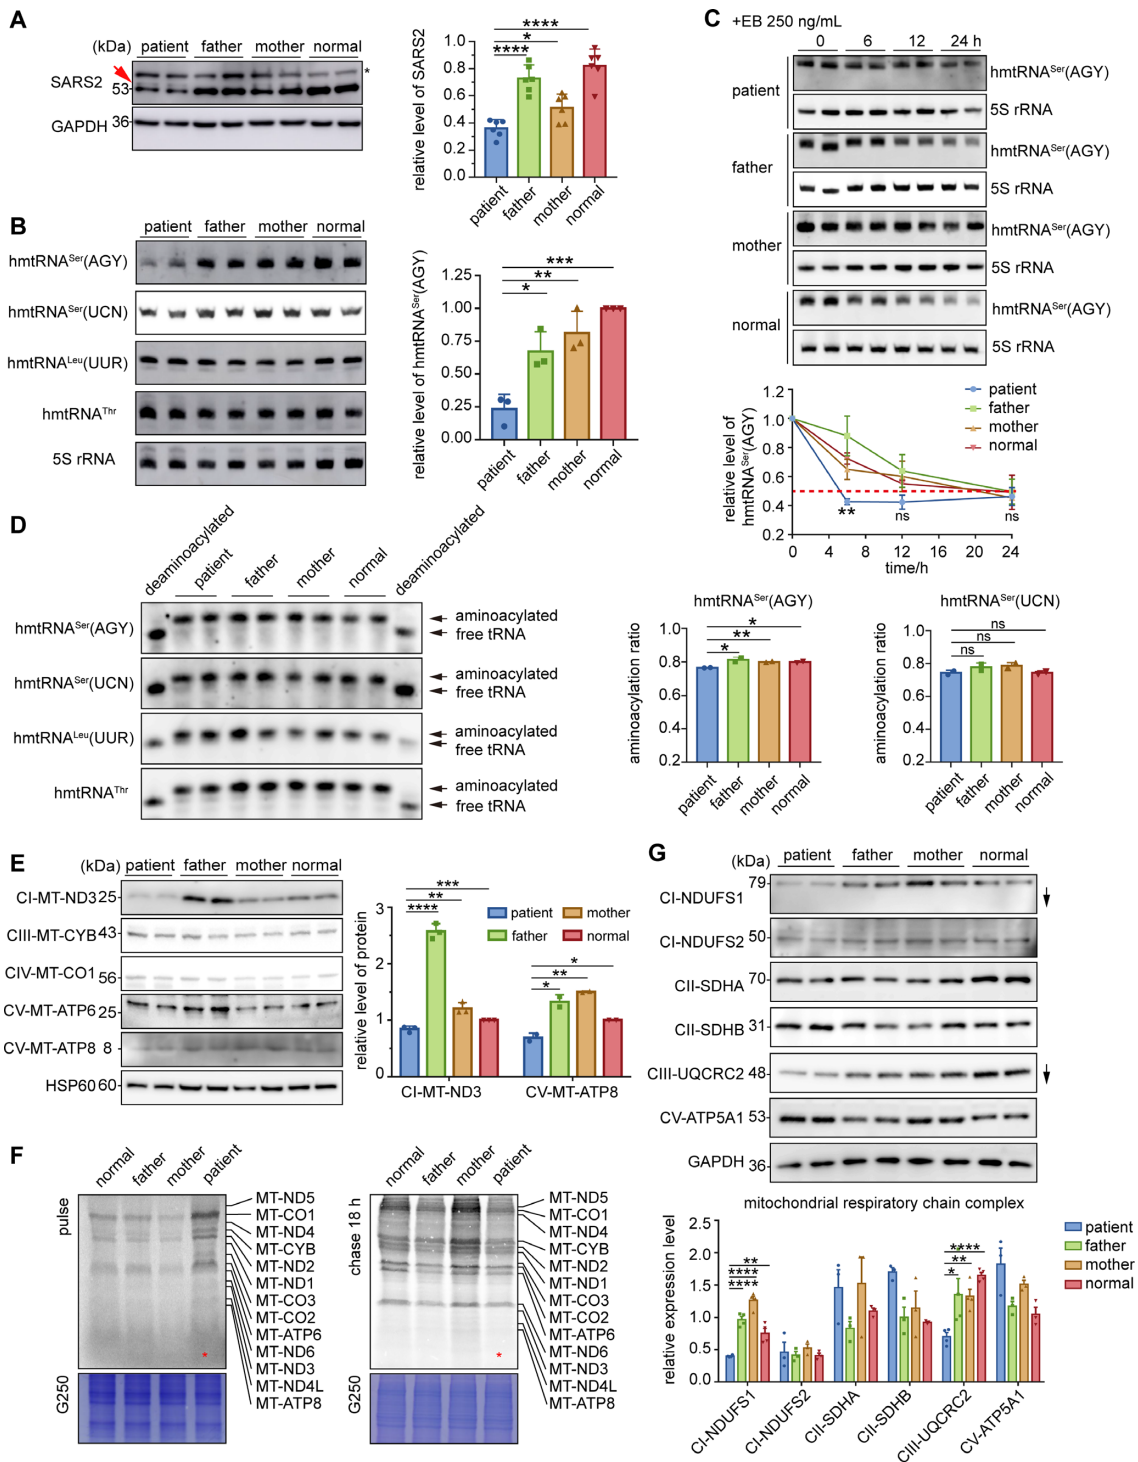 A
(kDa)
patient father mother normal
SARS2
53
*
GAPDH
36
relative level of SARS2
1.0
0.8
0.6
0.4
0.2
0.0
****
*
****
patient
father
mother
normal
B
patient father mother normal
hmtRNASer(AGY)
hmtRNASer(UCN)
hmtRNALeu(UUR)
hmtRNAThr
5S rRNA
relative level of hmtRNASer(AGY)
1.25
1.00
0.75
0.50
0.25
0.00
***
**
*
patient
father
mother
normal
C
+EB 250 ng/mL
0 6 12 24 h
patient
hmtRNASer(AGY)
5S rRNA
father
hmtRNASer(AGY)
5S rRNA
mother
hmtRNASer(AGY)
5S rRNA
normal
hmtRNASer(AGY)
5S rRNA
relative level of
hmtRNASer(AGY)
1.2
1.0
0.8
0.6
0.4
0.2
patient
father
mother
normal
**
ns
ns
0 4 8 12 16 20 24
time/h
D
deaminoacylated
patient
father
mother
normal
deaminoacylated
hmtRNASer(AGY)
aminoacylated
free tRNA
hmtRNASer(UCN)
aminoacylated
free tRNA
hmtRNALeu(UUR)
aminoacylated
free tRNA
hmtRNAThr
aminoacylated
free tRNA
hmtRNASer(AGY)
aminoacylation ratio
1.0
0.8
0.6
0.4
0.2
*
**
*
patient
father
mother
normal
hmtRNASer(UCN)
aminoacylation ratio
1.0
0.8
0.6
0.4
0.2
ns
ns
ns
patient
father
mother
normal
E
(kDa)
patient father mother normal
CI-MT-ND3 25
CIII-MT-CYB 43
CIV-MT-CO1 56
CV-MT-ATP6 25
CV-MT-ATP8 8
HSP60 60
relative level of protein
3
2
1
0
***
**
****
*
**
*
patient
father
mother
normal
CI-MT-ND3 CV-MT-ATP8
F
normal
father
mother
patient
pulse
MT-ND5
MT-CO1
MT-ND4
MT-CYB
MT-ND2
MT-ND1
MT-CO3
MT-CO2
MT-ATP6
MT-ND6
MT-ND3
MT-ND4L
MT-ATP8
*
G250
normal
father
mother
patient
chase 18 h
MT-ND5
MT-CO1
MT-ND4
MT-CYB
MT-ND2
MT-ND1
MT-CO3
MT-CO2
MT-ATP6
MT-ND6
MT-ND3
MT-ND4L
MT-ATP8
*
G250
G
(kDa)
patient father mother normal
CI-NDUFS1
79
CI-NDUFS2
50
CII-SDHA
70
CII-SDHB
31
CIII-UQCRC2
48
CV-ATP5A1
53
GAPDH
36
mitochondrial respiratory chain complex
relative expression level
2.5
2.0
1.5
1.0
0.5
0.0
**
****
****
****
**
*
patient
father
mother
normal
CI-NDUFS1
CI-NDUFS2
CII-SDHA
CII-SDHB
CIII-UQCRC2
CV-ATP5A1